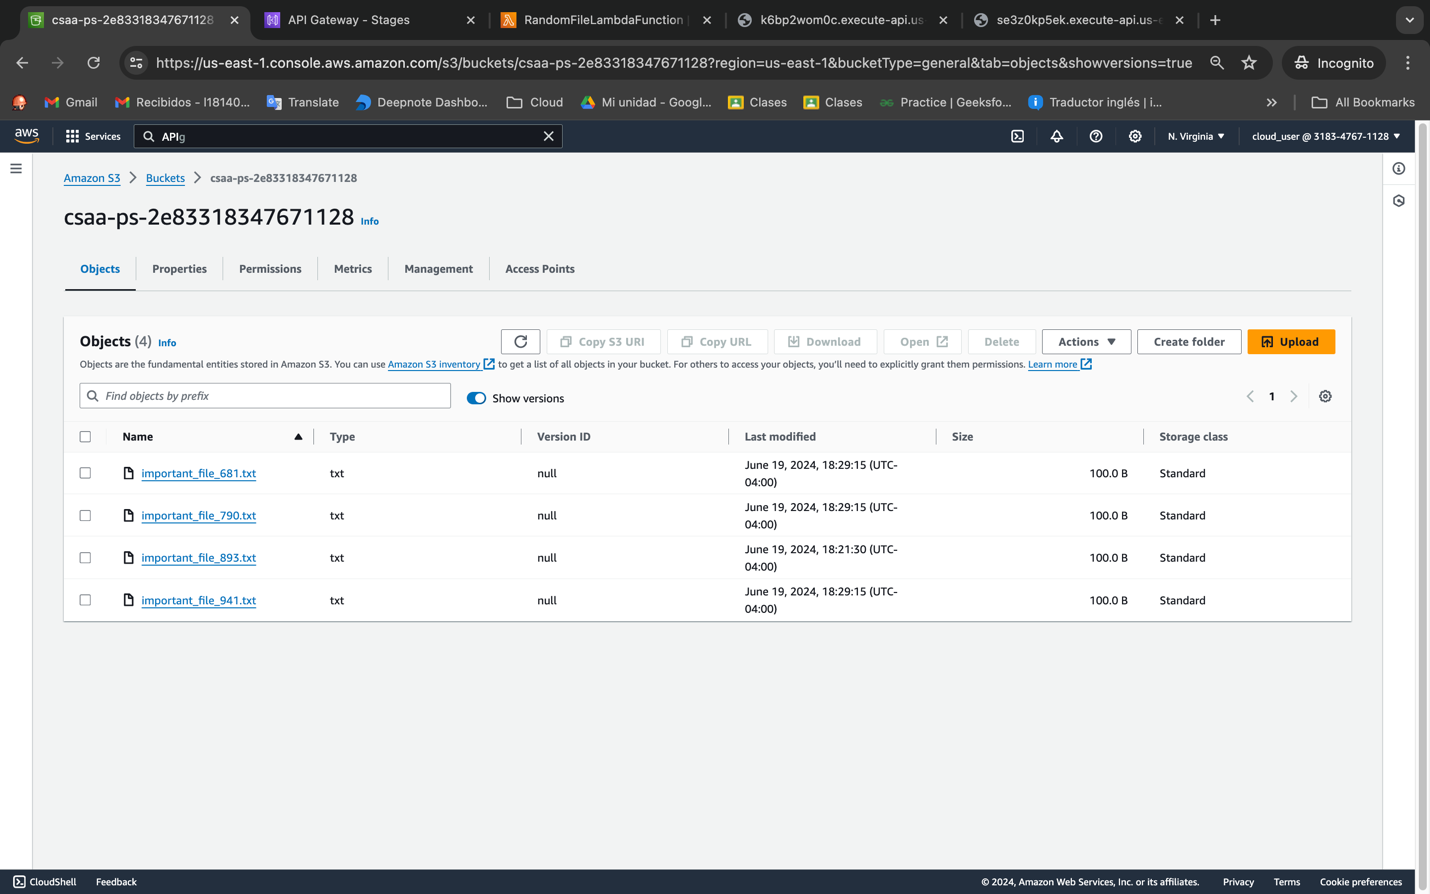 csaa-ps-2e83318347671128
API Gateway - Stages
RandomFileLambdaFunction
k6bp2wom0c.execute-api.us
se3z0kp5ek.execute-api.us-e
https://us-east-1.console.aws.amazon.com/s3/buckets/csaa-ps-2e83318347671128?region=us-east-1&bucketType=general&tab=objects&showversions=true
Incognito
Gmail
Recibidos - l18140...
Translate
Deepnote Dashbo...
Cloud
Mi unidad - Googl...
Clases
Clases
Practice | Geeksfo...
Traductor inglés | i...
All Bookmarks
aws
Services
APIg
N. Virginia
cloud_user @ 3183-4767-1128
Amazon S3
Buckets
csaa-ps-2e83318347671128
csaa-ps-2e83318347671128 Info
Objects
Properties
Permissions
Metrics
Management
Access Points
Objects (4) Info
Copy S3 URI
Copy URL
Download
Open
Delete
Actions
Create folder
Upload
Objects are the fundamental entities stored in Amazon S3. You can use Amazon S3 inventory to get a list of all objects in your bucket. For others to access your objects, you'll need to explicitly grant them permissions. Learn more
Find objects by prefix
Show versions
1
Name Type Version ID Last modified Size Storage class
important_file_681.txt txt null June 19, 2024, 18:29:15 (UTC-04:00) 100.0 B Standard
important_file_790.txt txt null June 19, 2024, 18:29:15 (UTC-04:00) 100.0 B Standard
important_file_893.txt txt null June 19, 2024, 18:21:30 (UTC-04:00) 100.0 B Standard
important_file_941.txt txt null June 19, 2024, 18:29:15 (UTC-04:00) 100.0 B Standard
CloudShell
Feedback
© 2024, Amazon Web Services, Inc. or its affiliates.
Privacy
Terms
Cookie preferences